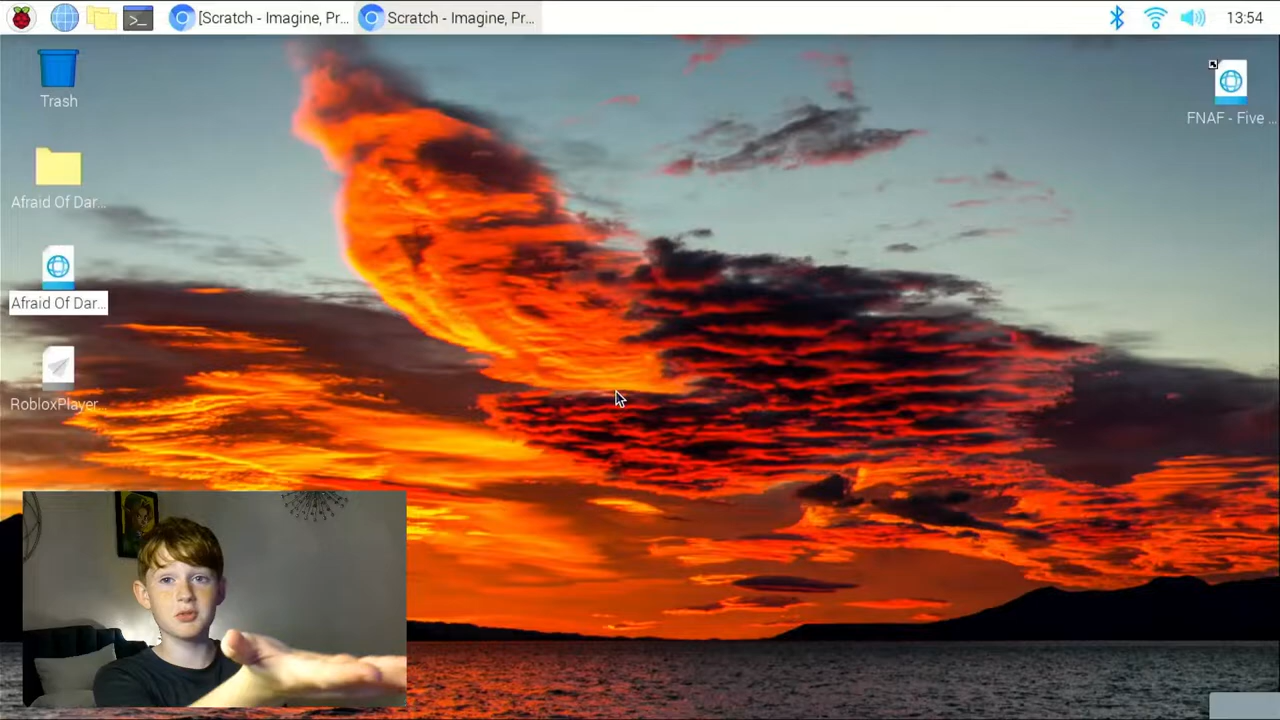 [Scratch - Imagine, Pr...
Scratch - Imagine, Pr...
13:54
Trash
FNAF - Five ...
Afraid Of Dar...
Afraid Of Dar...
RobloxPlayer...